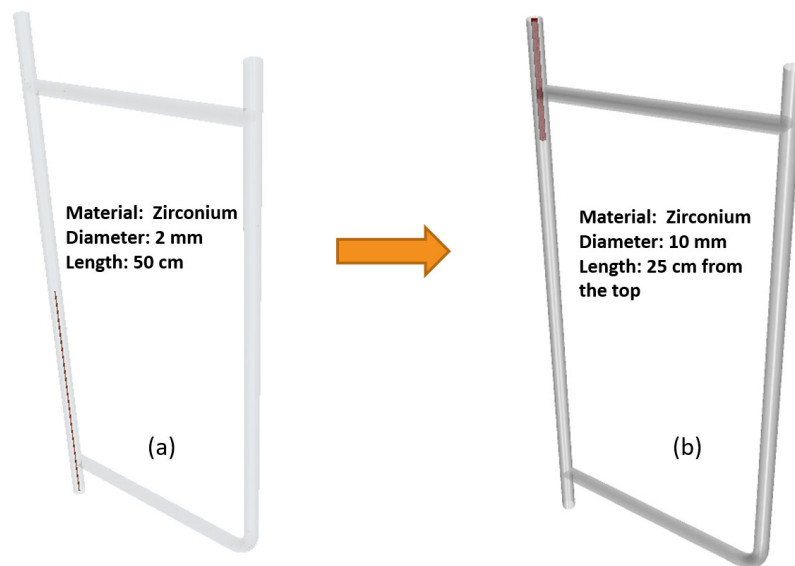 Material:  Zirconium
Diameter: 2 mm
Length: 50 cm
(a)
Material:  Zirconium
Diameter: 10 mm
Length: 25 cm from
the top
(b)